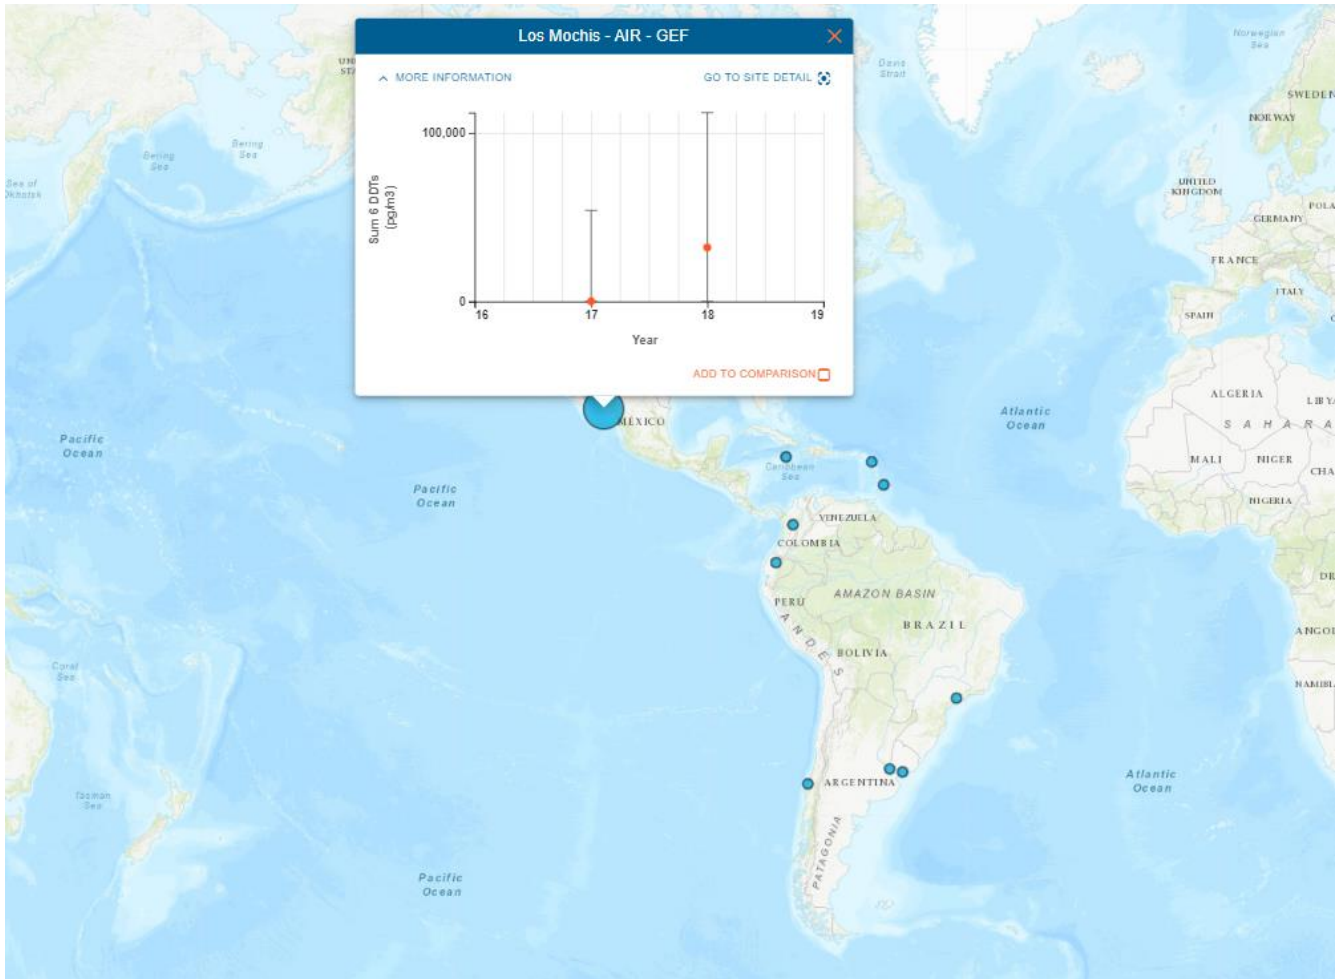 Los Mochis - AIR - GEF
MORE INFORMATION
GO TO SITE DETAIL
100,000
0
Sum 6 DDTs
(pg/m3)
16
17
18
19
Year
ADD TO COMPARISON
Norwegian
Sea
Davis
Strait
SWEDEN
NORWAY
Bering
Sea
Bering
Sea
Sea of
Okhotsk
UNITED
KINGDOM
POLA
GERMANY
FRANCE
ITALY
SPAIN
ALGERIA
LIBYA
SAHARA
MALI
NIGER
CHA
NIGERIA
MÉXICO
Atlantic
Ocean
Pacific
Ocean
Pacific
Ocean
Caribbean
Sea
VENEZUELA
COLOMBIA
AMAZON BASIN
PERU
BRAZIL
ANDES
BOLIVIA
DR
ANGOL
NAMIBI
Coral
Sea
Tasman
Sea
ARGENTINA
PATAGONIA
Atlantic
Ocean
Pacific
Ocean